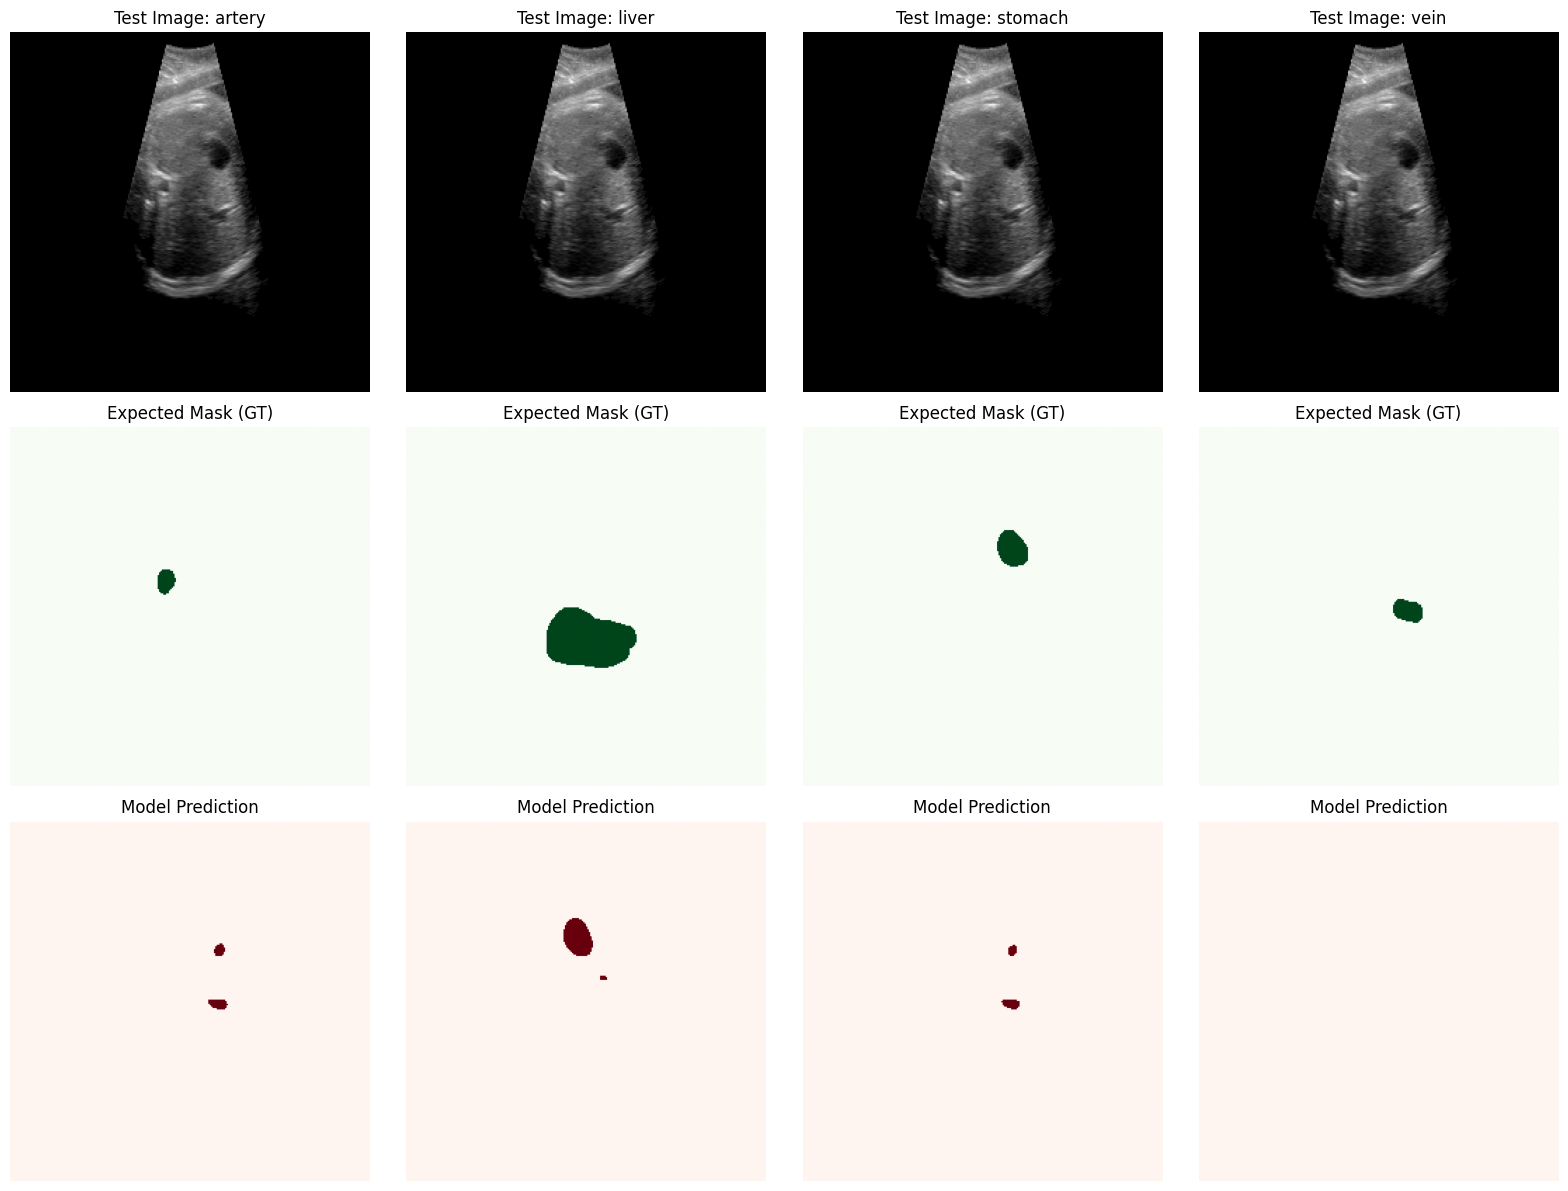 Test Image: artery
Test Image: liver
Test Image: stomach
Test Image: vein
Expected Mask (GT)
Expected Mask (GT)
Expected Mask (GT)
Expected Mask (GT)
Model Prediction
Model Prediction
Model Prediction
Model Prediction